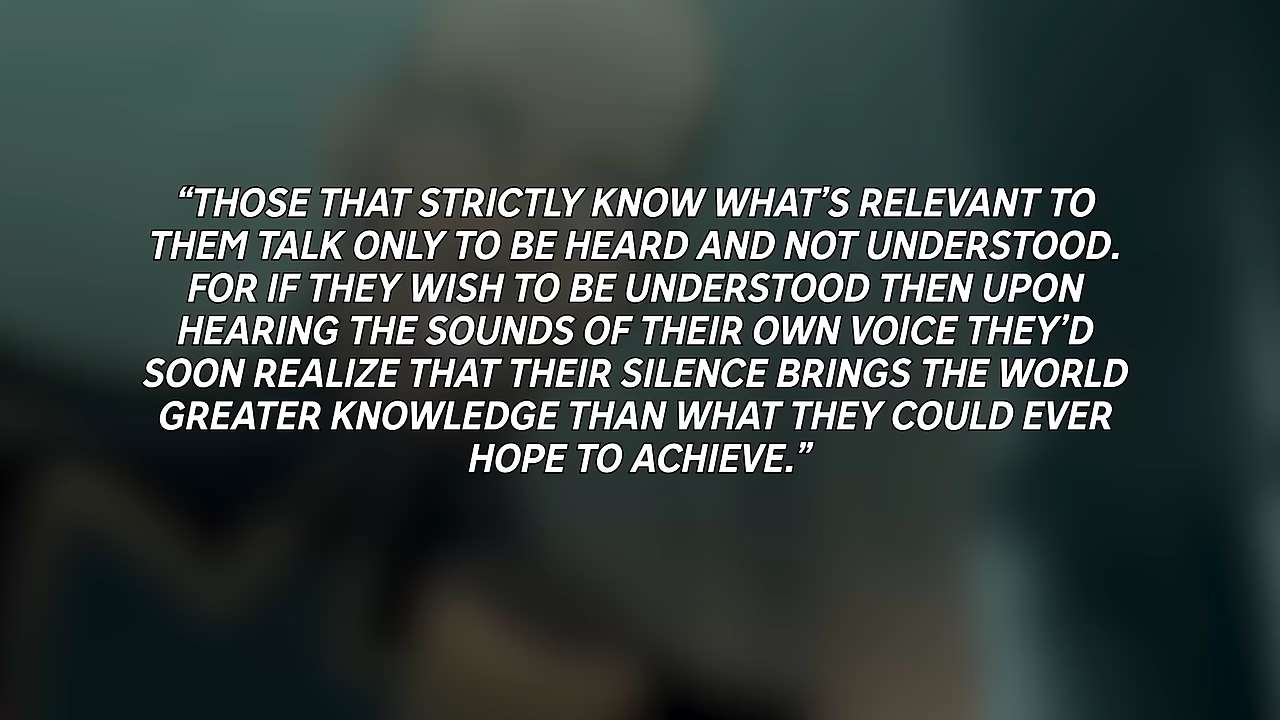 “THOSE THAT STRICTLY KNOW WHAT’S RELEVANT TO
THEM TALK ONLY TO BE HEARD AND NOT UNDERSTOOD.
FOR IF THEY WISH TO BE UNDERSTOOD THEN UPON
HEARING THE SOUNDS OF THEIR OWN VOICE THEY’D
SOON REALIZE THAT THEIR SILENCE BRINGS THE WORLD
GREATER KNOWLEDGE THAN WHAT THEY COULD EVER
HOPE TO ACHIEVE.”